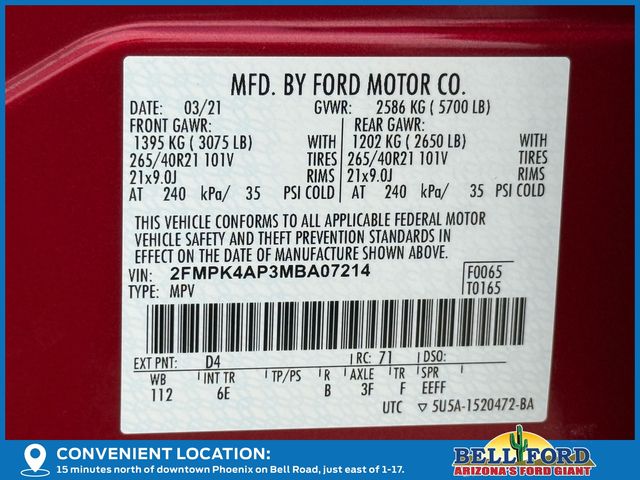 MFD. BY FORD MOTOR CO.
DATE: 03/21 GVWR: 2586 KG ( 5700 LB)
FRONT GAWR: REAR GAWR:
1395 KG ( 3075 LB) WITH 1202 KG ( 2650 LB) WITH
265/40R21 101V TIRES 265/40R21 101V TIRES
21x9.0J RIMS 21x9.0J RIMS
AT 240 kPa/ 35 PSI COLD AT 240 kPa/ 35 PSI COLD
THIS VEHICLE CONFORMS TO ALL APPLICABLE FEDERAL MOTOR
VEHICLE SAFETY AND THEFT PREVENTION STANDARDS IN
EFFECT ON THE DATE OF MANUFACTURE SHOWN ABOVE.
VIN: 2FMPK4AP3MBA07214 F0065
TYPE: MPV T0165
EXT PNT: D4 RC: 71 DSO:
WB INT TR TP/PS R AXLE TR SPR
112 6E B 3F F EEFF
UTC ▽ 5U5A-1520472-BA
CONVENIENT LOCATION:
15 minutes north of downtown Phoenix on Bell Road, just east of 1-17.
BELL FORD
ARIZONA'S FORD GIANT